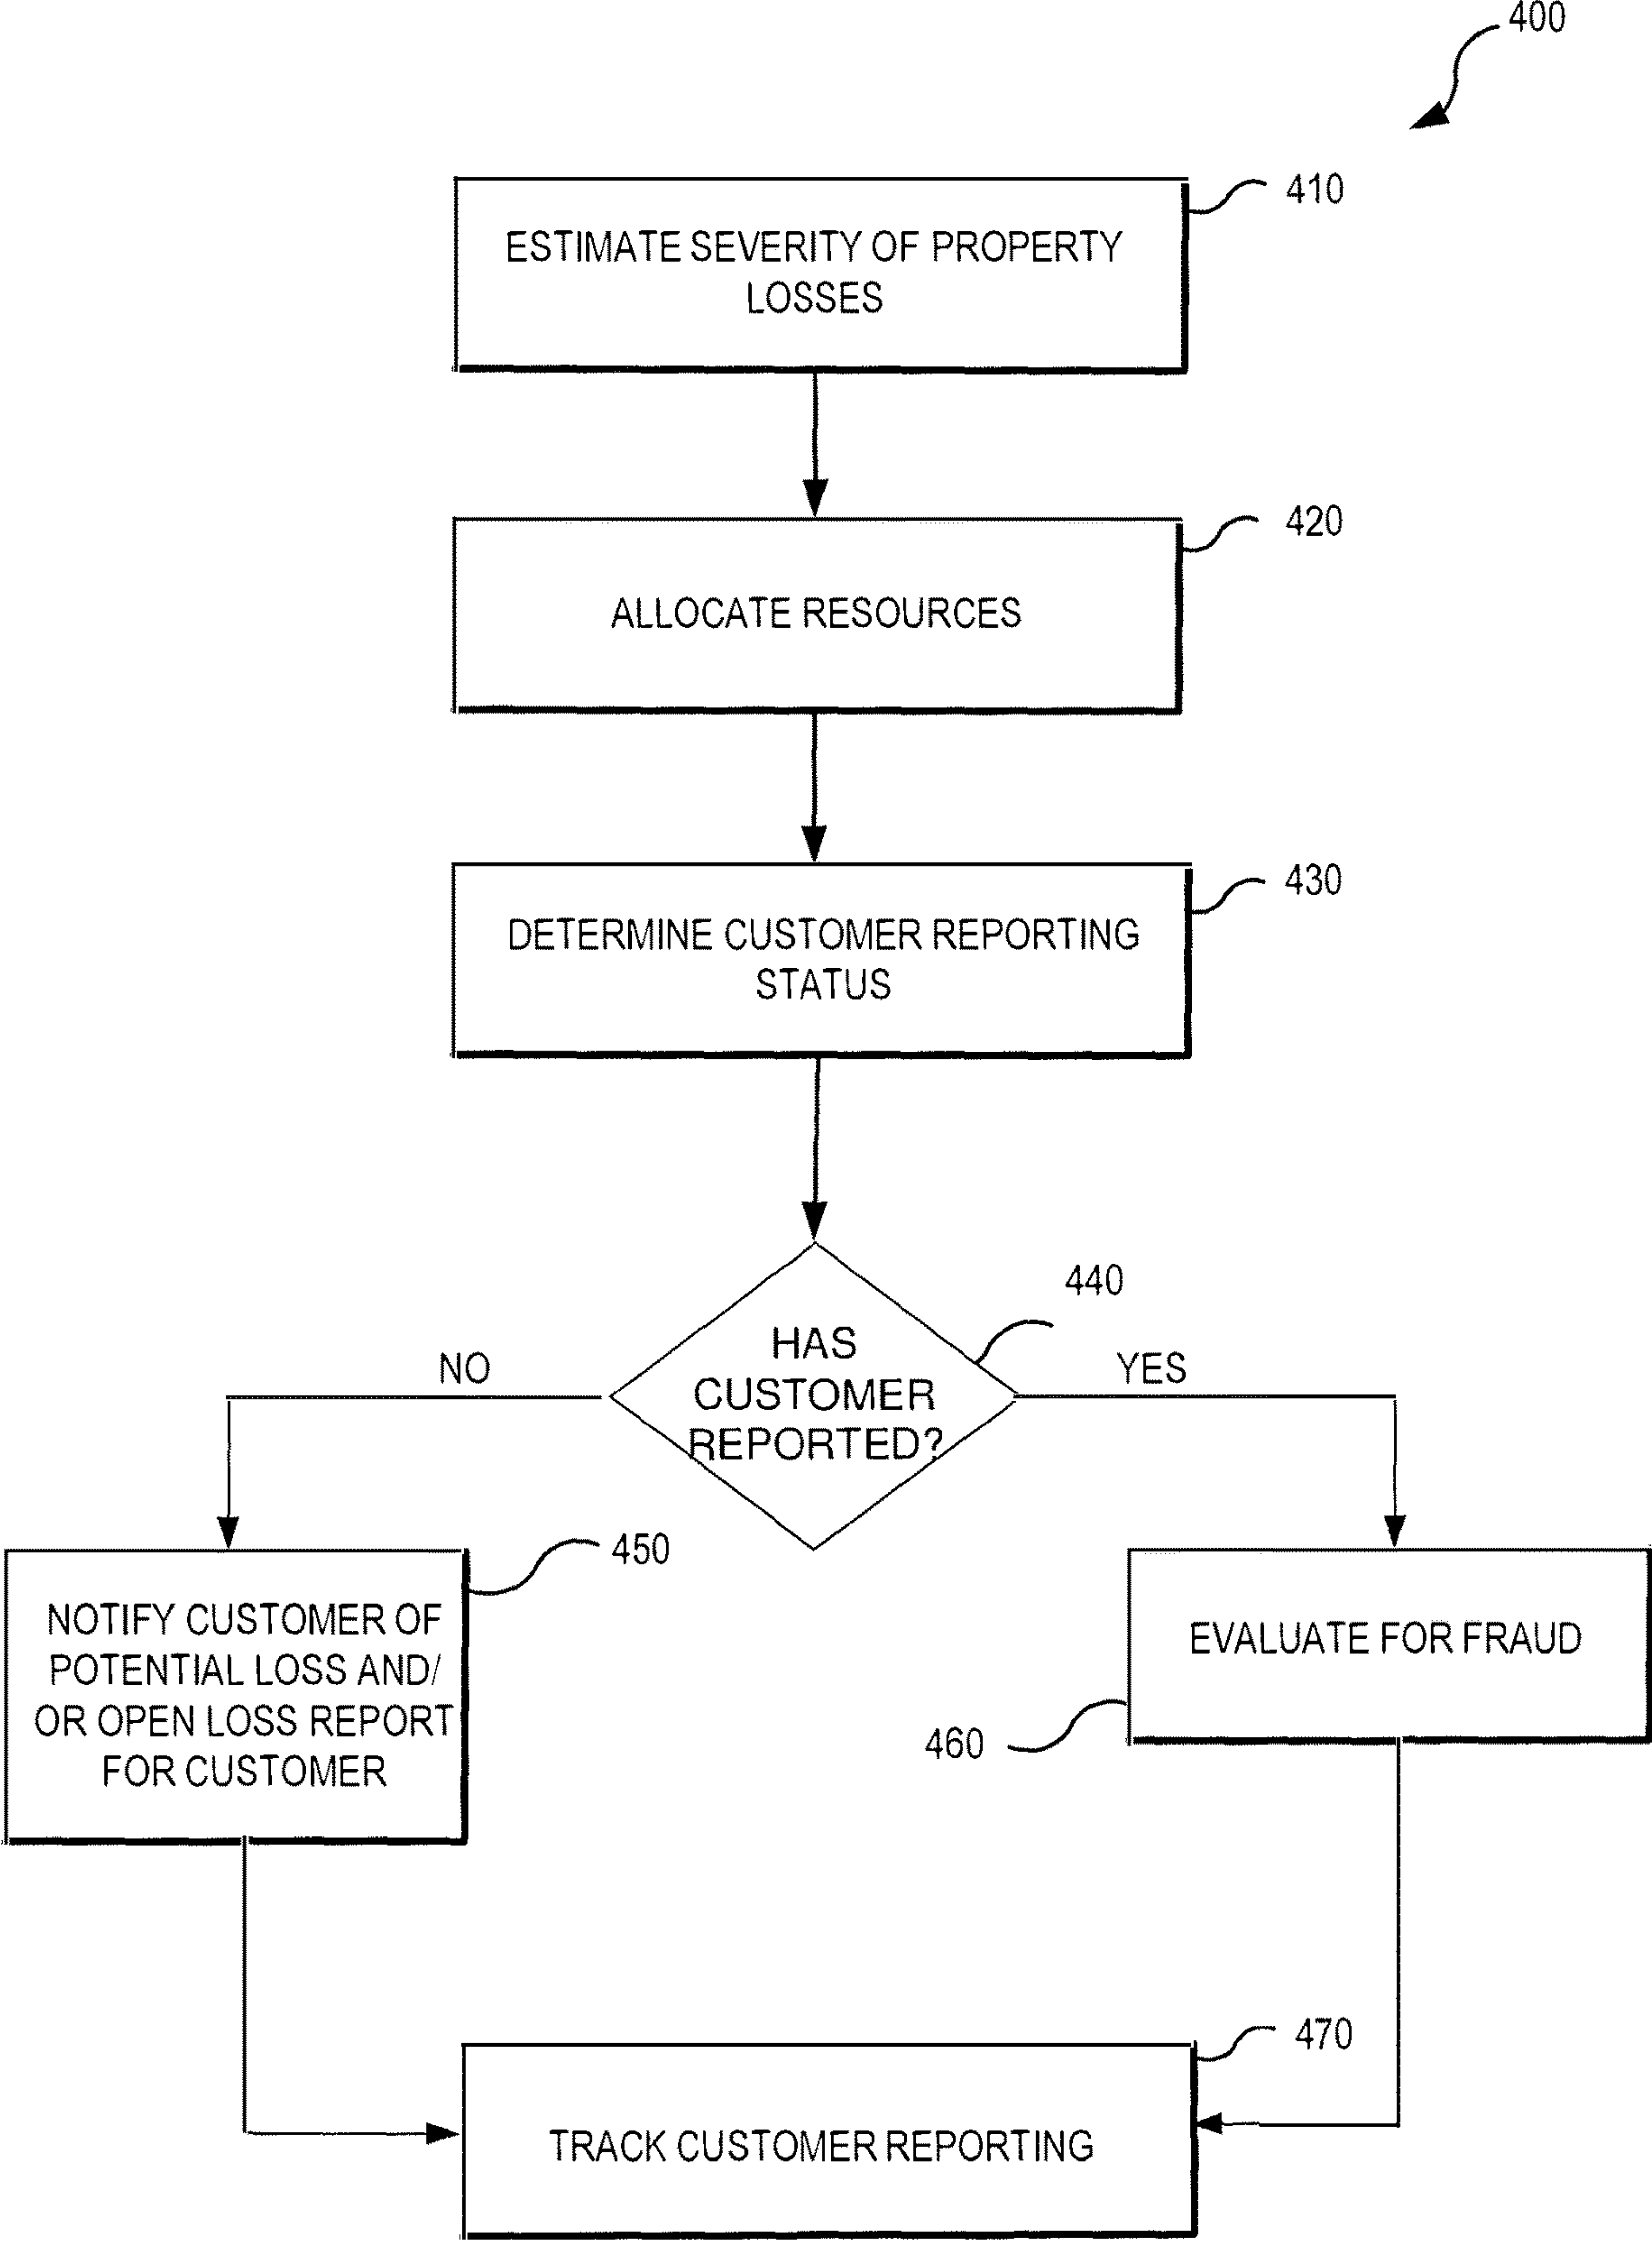 400
410
ESTIMATE SEVERITY OF PROPERTY
LOSSES
420
ALLOCATE RESOURCES
430
DETERMINE CUSTOMER REPORTING
STATUS
440
HAS
CUSTOMER
REPORTED?
NO
YES
450
NOTIFY CUSTOMER OF
POTENTIAL LOSS AND/
OR OPEN LOSS REPORT
FOR CUSTOMER
EVALUATE FOR FRAUD
460
470
TRACK CUSTOMER REPORTING